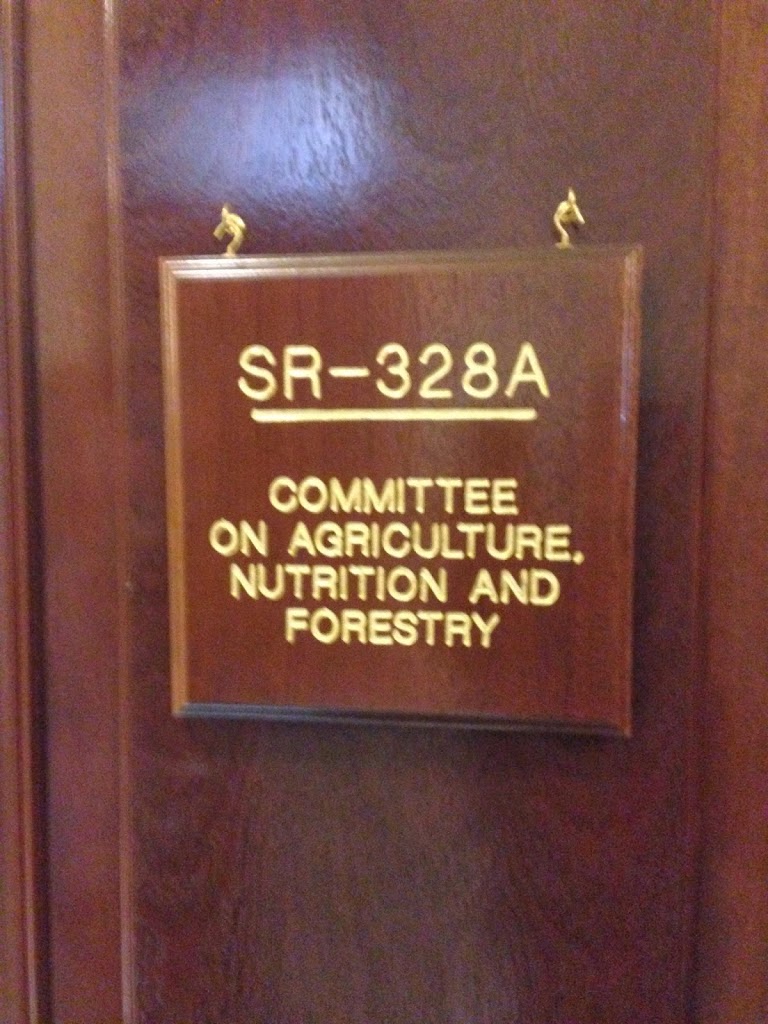 SR-328A
COMMITTEE
ON AGRICULTURE,
NUTRITION AND
FORESTRY